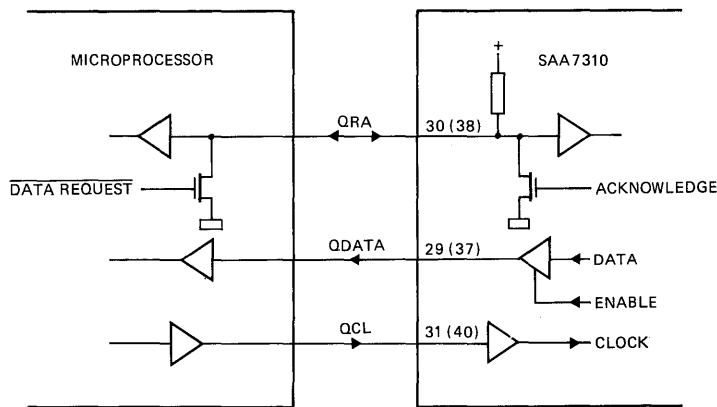 MICROPROCESSOR
SAA7310
+
QRA
30 (38)
DATA REQUEST
ACKNOWLEDGE
QDATA
29 (37)
DATA
ENABLE
QCL
31 (40)
CLOCK